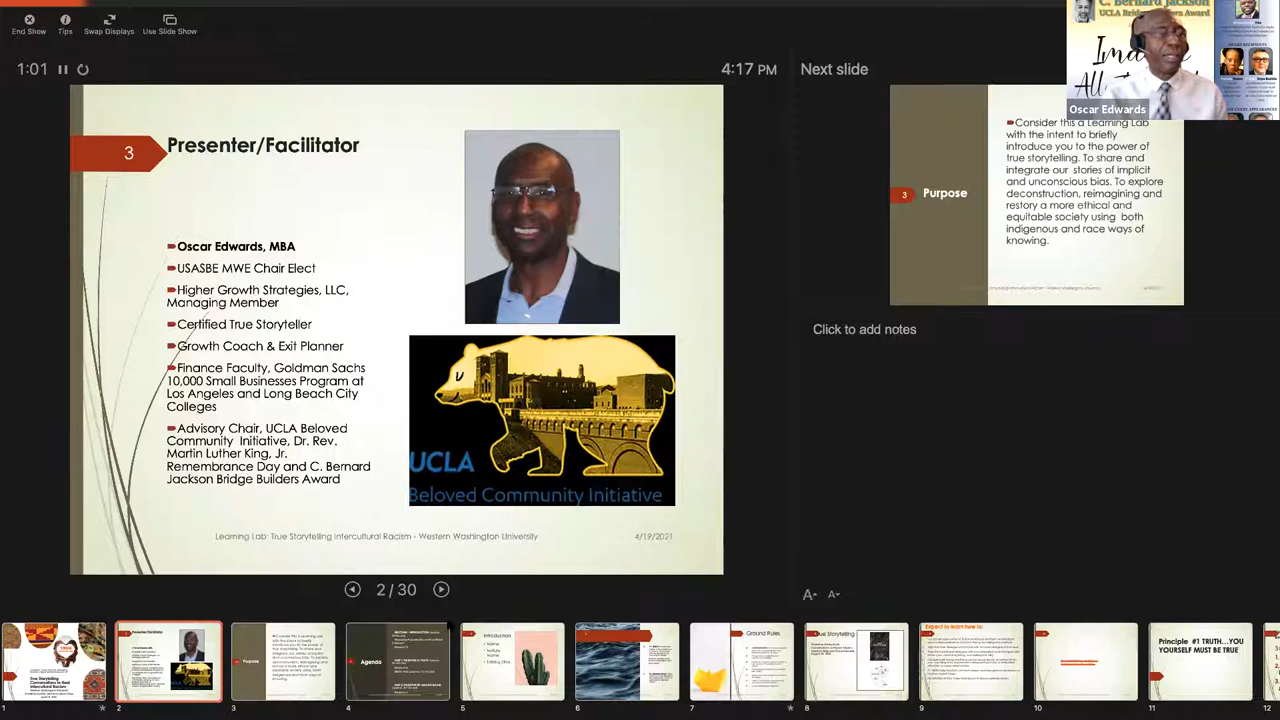 End Show
Tips
Swap Displays
Use Slide Show
1:01
4:17 PM
Next slide
C. Bernard Jackson
Oscar Edwards
3
Presenter/Facilitator
Oscar Edwards, MBA
USASBE MWE Chair Elect
Higher Growth Strategies, LLC,
Managing Member
Certified True Storyteller
Growth Coach & Exit Planner
Finance Faculty, Goldman Sachs
10,000 Small Businesses Program at
Los Angeles and Long Beach City
Colleges
Advisory Chair, UCLA Beloved
Community Initiative, Dr. Rev.
Martin Luther King, Jr.
Remembrance Day and C. Bernard
Jackson Bridge Builders Award
UCLA
Beloved Community Initiative
Learning Lab: True Storytelling Intercultural Racism - Western Washington University
4/19/2021
3
Purpose
Consider this a Learning Lab
with the intent to briefly
introduce you to the power of
true storytelling. To share and
integrate our stories of implicit
and unconscious bias. To explore
deconstruction, reimagining and
restory a more ethical and
equitable society using both
indigenous and race ways of
knowing.
Click to add notes
2 / 30
Presenter/Facilitator
Purpose
Agenda
Introduction
Ground Rules
True Storytelling
Expect to learn how to:
Principle #1 TRUTH...YOU
YOURSELF MUST BE TRUE
1
2
3
4
5
6
7
8
9
10
11
12